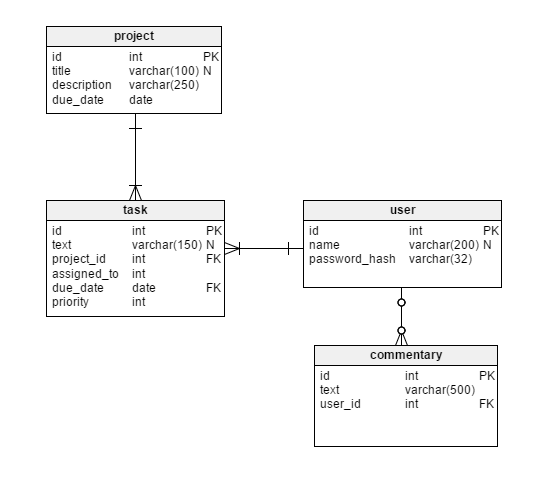 project
id int PK
title varchar(100) N
description varchar(250)
due_date date
task
id int PK
text varchar(150) N
project_id int FK
assigned_to int
due_date date FK
priority int
user
id int PK
name varchar(200) N
password_hash varchar(32)
commentary
id int PK
text varchar(500)
user_id int FK